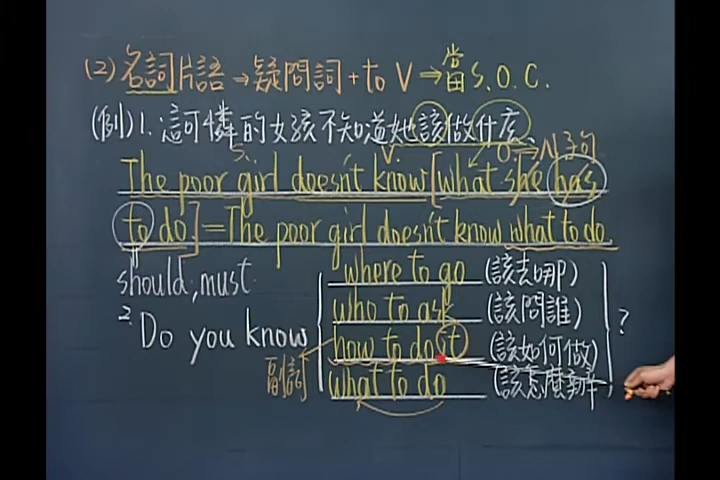 (2) 名詞片語 → 疑問詞 + to V ⇒ 當 S. O. C.
(例) 1. 這可憐的女孩不知道她該做什麼.
S. V. O. ⇒ N子句
The poor girl doesn't know [what she has
to do] = The poor girl doesn't know what to do
should, must
where to go (該去哪)
who to ask (該問誰)
2. Do you know how to do it (該如何做) ?
副詞
what to do (該怎麼辦)